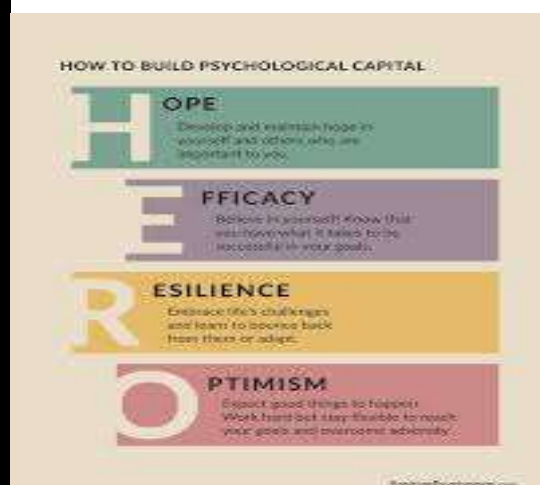 HOW TO BUILD PSYCHOLOGICAL CAPITAL
HOPE
Develop and maintain hope in
yourself and others who are
important to you.
EFFICACY
Believe in yourself! Know that
you have what it takes to be
successful in your goals.
RESILIENCE
Embrace life's challenges
and learn to bounce back
from them or adapt.
OPTIMISM
Expect good things to happen.
Work hard but stay flexible to reach
your goals and overcome adversity.